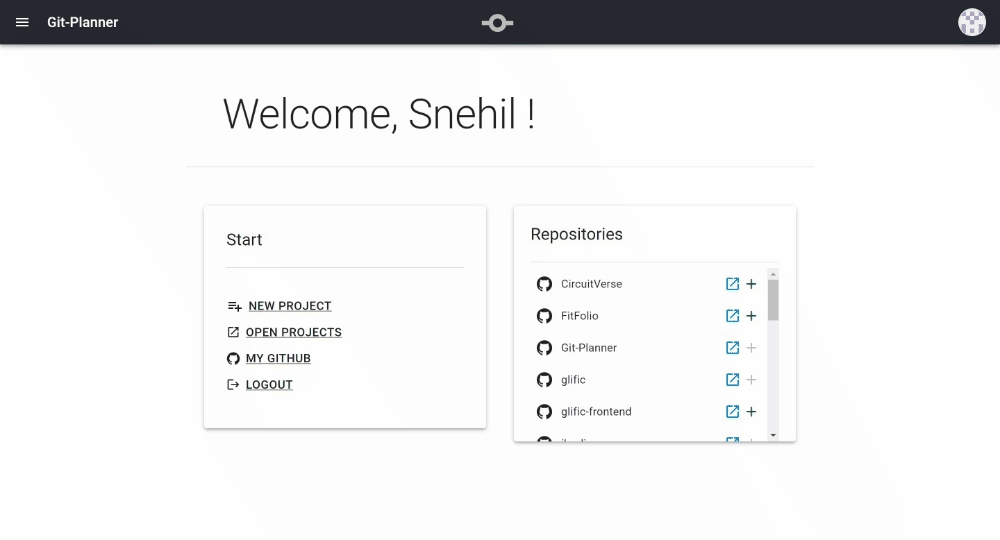 Git-Planner
Welcome, Snehil !
Start
NEW PROJECT
OPEN PROJECTS
MY GITHUB
LOGOUT
Repositories
CircuitVerse
FitFolio
Git-Planner
glific
glific-frontend